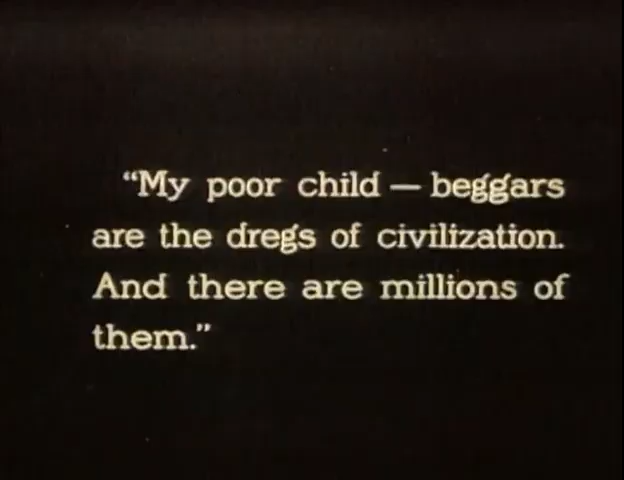 “My poor child — beggars
are the dregs of civilization.
And there are millions of
them.”